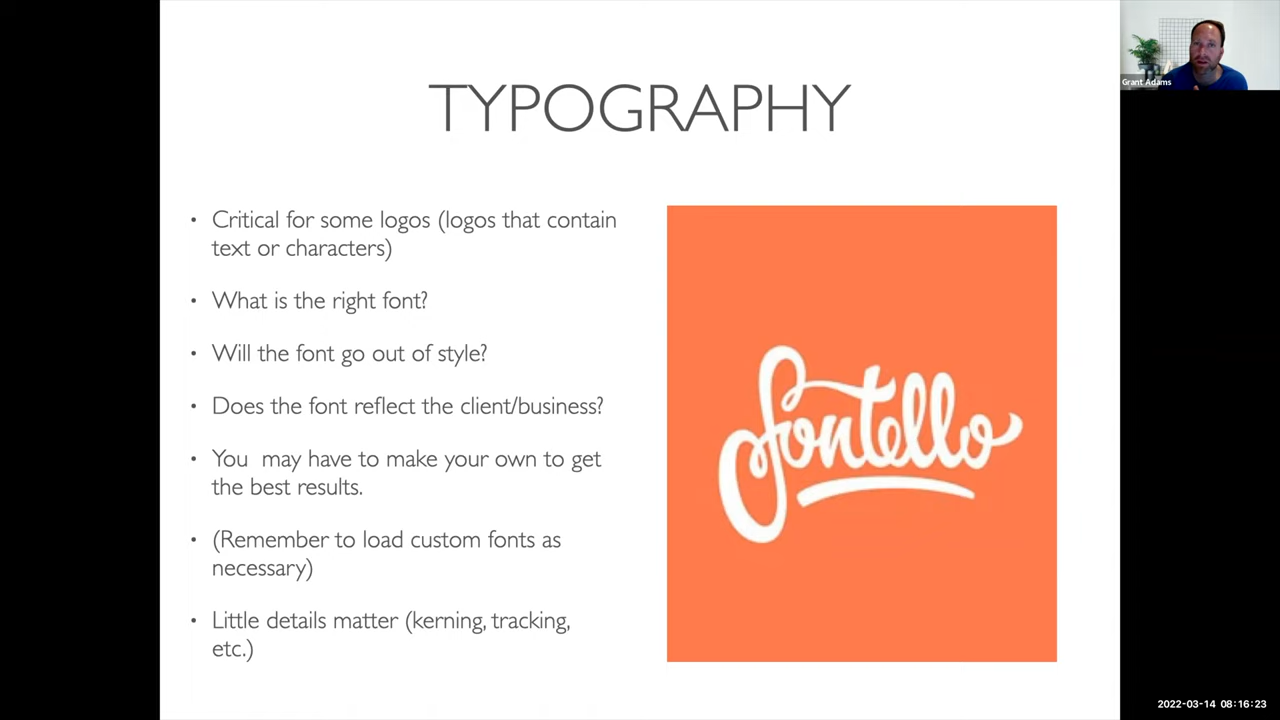 TYPOGRAPHY
Grant Adams
• Critical for some logos (logos that contain
text or characters)
• What is the right font?
• Will the font go out of style?
• Does the font reflect the client/business?
• You  may have to make your own to get
the best results.
• (Remember to load custom fonts as
necessary)
• Little details matter (kerning, tracking,
etc.)
fontello
2022-03-14 08:16:23